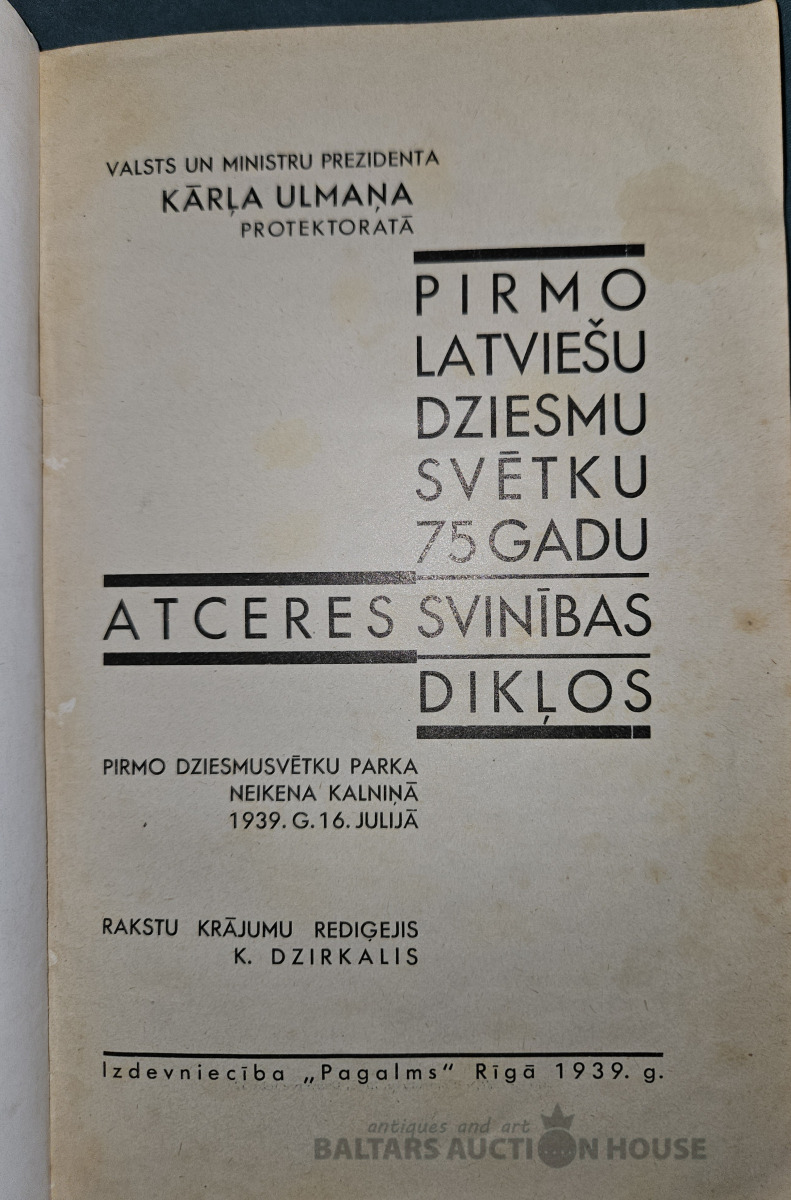 VALSTS UN MINISTRU PREZIDENTA
KĀRĻA ULMAŅA
PROTEKTORATĀ
PIRMO
LATVIEŠU
DZIESMU
SVĒTKU
75 GADU
ATCERES SVINĪBAS
DIKĻOS
PIRMO DZIESMUSVĒTKU PARKA
NEIKENA KALNIŅĀ
1939. G. 16. JULIJĀ
RAKSTU KRĀJUMU REDIĢEJIS
K. DZIRKALIS
Izdevniecība „Pagalms“ Rīgā 1939. g.
antiques and art
BALTARS AUCTION HOUSE